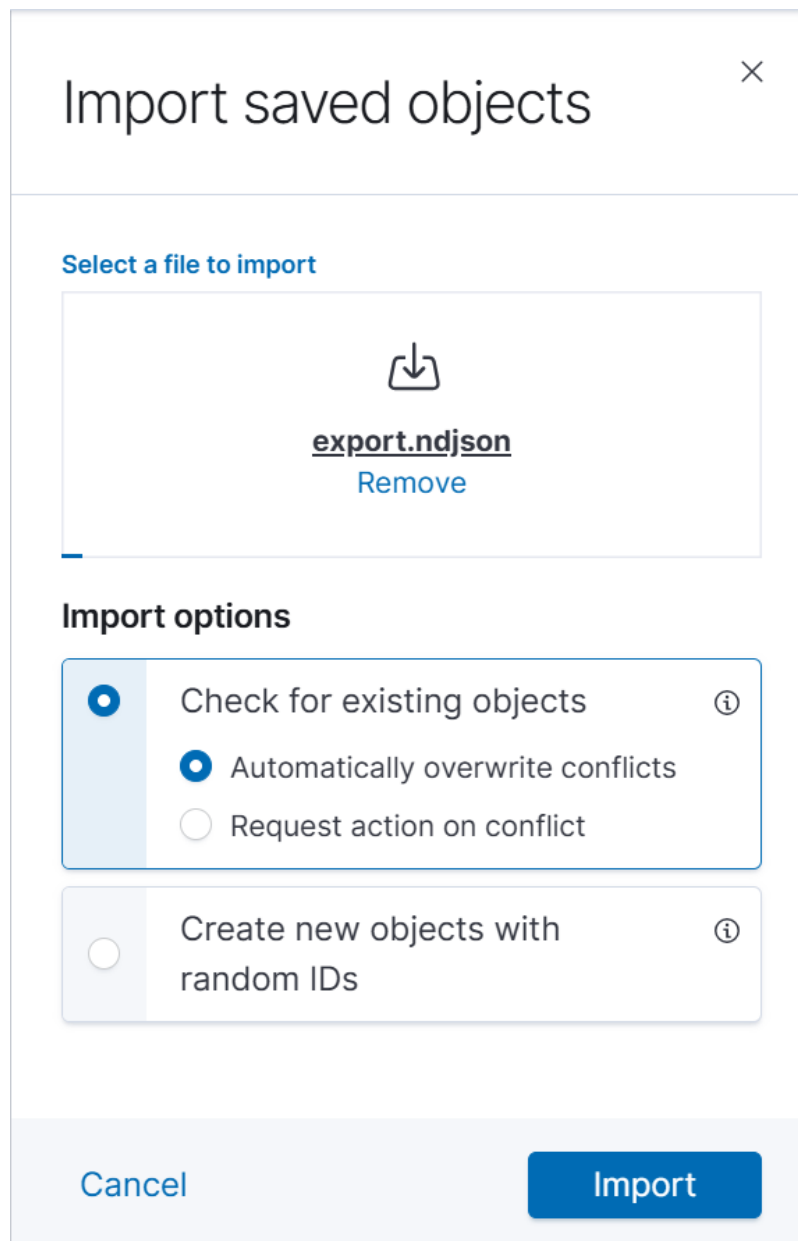 Import saved objects
Select a file to import
export.ndjson
Remove
Import options
Check for existing objects
Automatically overwrite conflicts
Request action on conflict
Create new objects with
random IDs
Cancel
Import